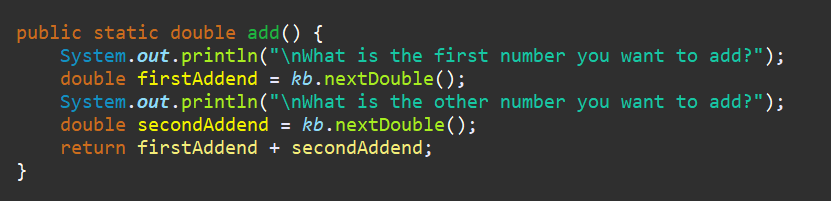 public static double add() {
    System.out.println("\nWhat is the first number you want to add?");
    double firstAddend = kb.nextDouble();
    System.out.println("\nWhat is the other number you want to add?");
    double secondAddend = kb.nextDouble();
    return firstAddend + secondAddend;
}